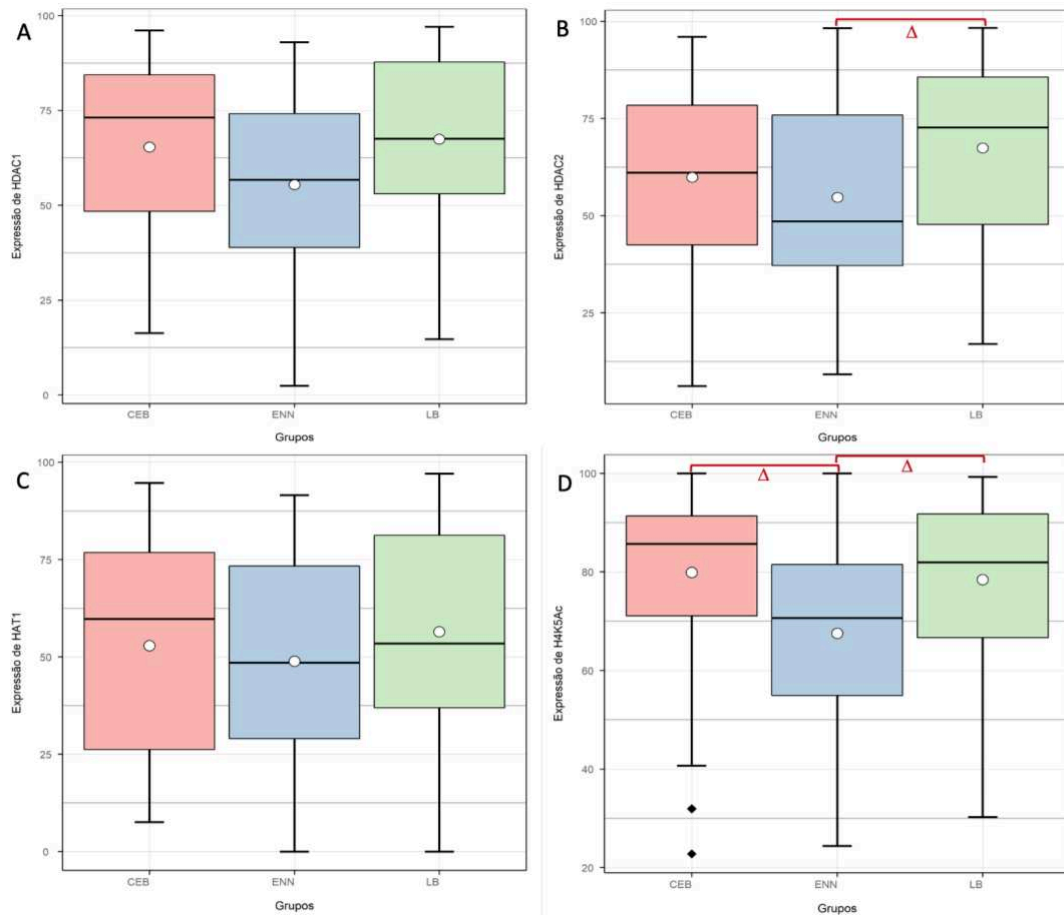 A
Expressão de HDAC1
100
75
50
25
0
CEB
ENN
LB
Grupos
B
Δ
Expressão de HDAC2
100
75
50
25
CEB
ENN
LB
Grupos
C
Expressão de HAT1
100
75
50
25
0
CEB
ENN
LB
Grupos
D
Δ
Δ
Expressão de H4K5Ac
100
80
60
40
20
CEB
ENN
LB
Grupos